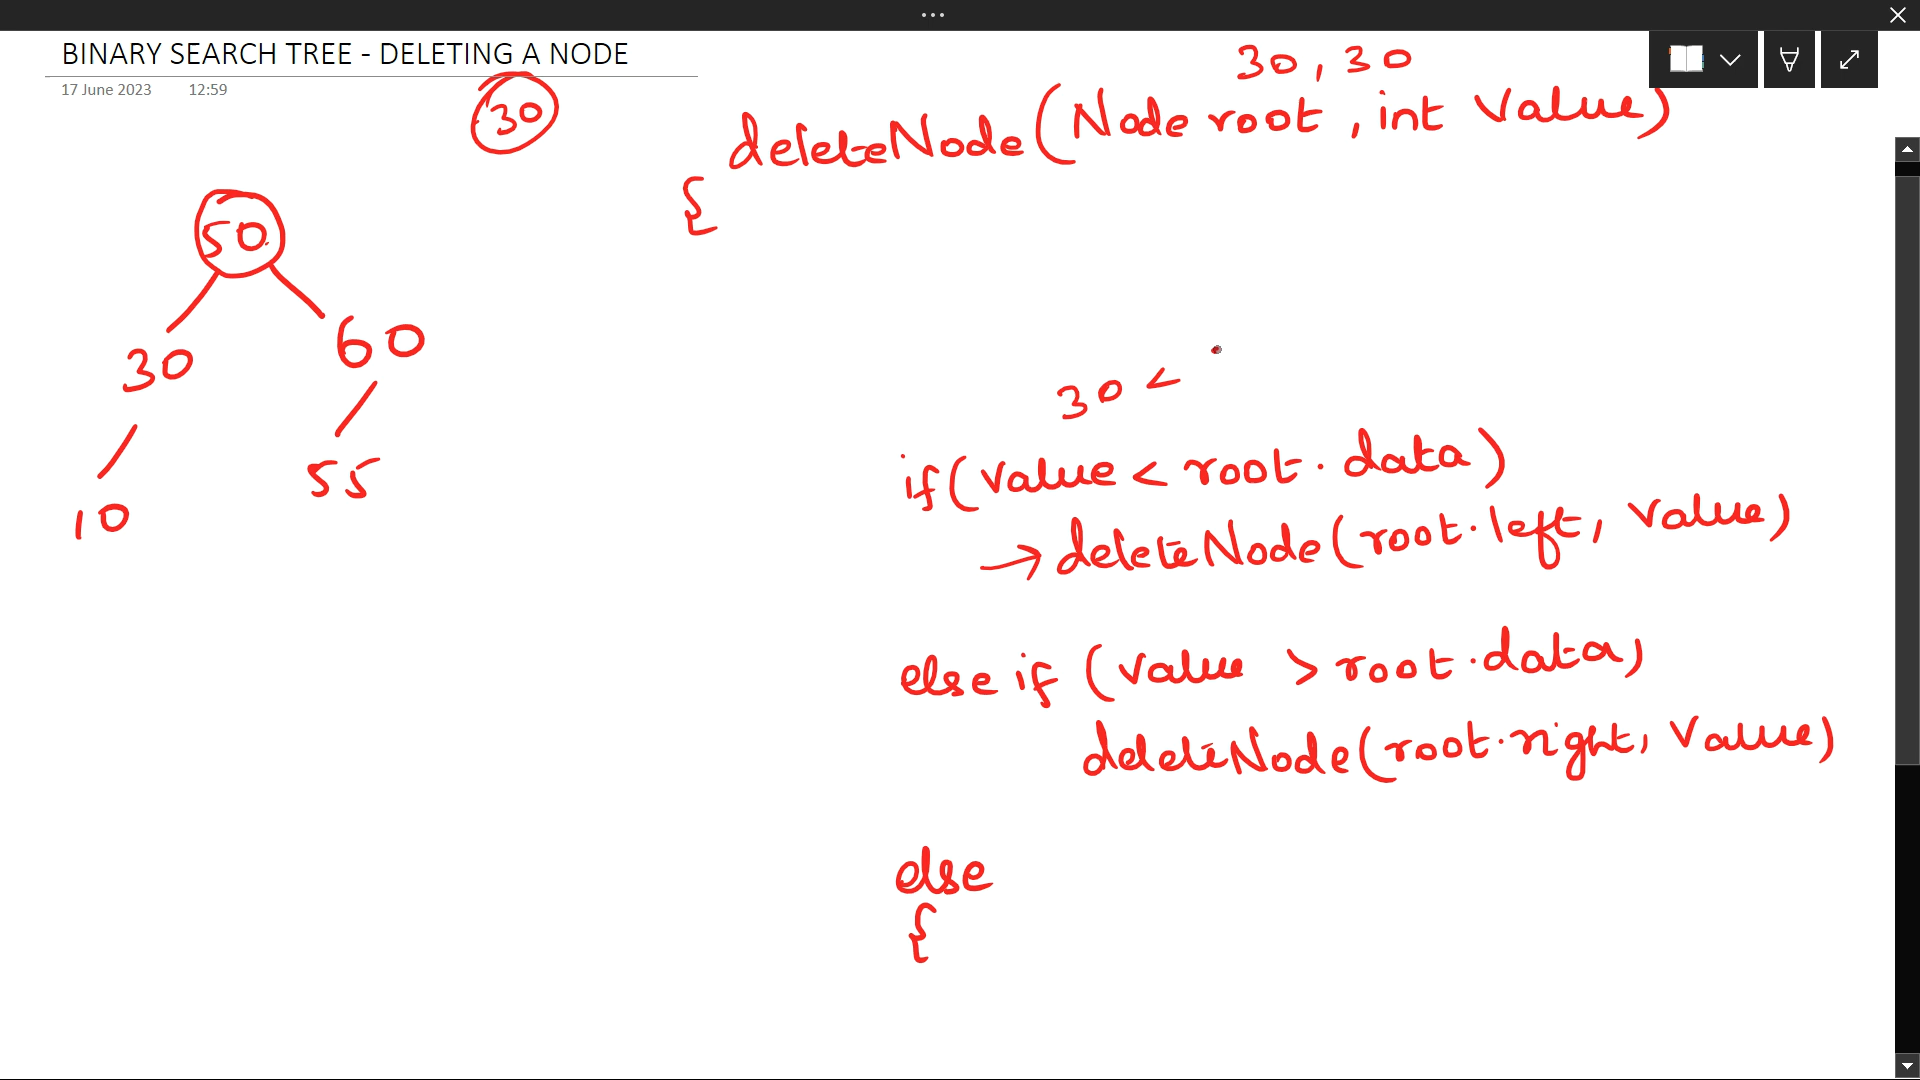 BINARY SEARCH TREE - DELETING A NODE
17 June 2023 12:59
30
30, 30
deleteNode(Node root, int Value)
{
50
30
60
10
55
30 <
if(Value < root.data)
→ deleteNode(root.left, Value)
else if (Value > root.data)
deleteNode(root.right, Value)
else
{